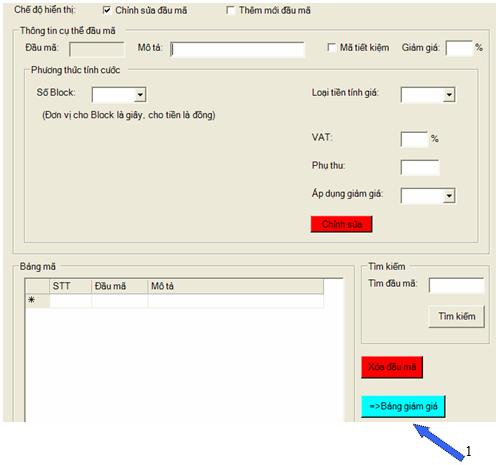 Chế độ hiển thị: Chỉnh sửa đầu mã Thêm mới đầu mã
Thông tin cụ thể đầu mã
Đầu mã: Mô tả: Mã tiết kiệm Giảm giá: %
Phương thức tính cước
Số Block: Loại tiền tính giá:
(Đơn vị cho Block là giây, cho tiền là đồng)
VAT: %
Phụ thu:
Áp dụng giảm giá:
Chỉnh sửa
Bảng mã
STT Đầu mã Mô tả
*
Tìm kiếm
Tìm đầu mã:
Tìm kiếm
Xóa đầu mã
=>Bảng giảm giá
1